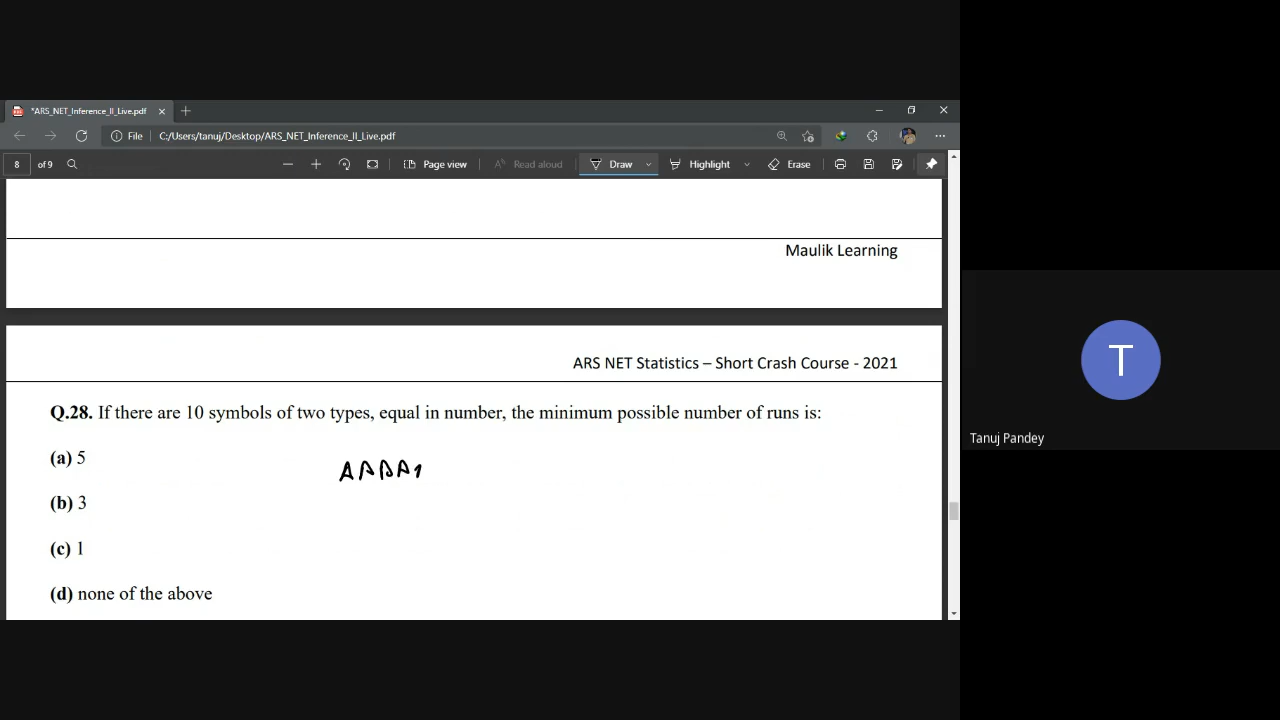 *ARS_NET_Inference_II_Live.pdf
File C:/Users/tanuj/Desktop/ARS_NET_Inference_II_Live.pdf
8 of 9 Page view Read aloud Draw Highlight Erase
Maulik Learning
ARS NET Statistics – Short Crash Course - 2021
Q.28. If there are 10 symbols of two types, equal in number, the minimum possible number of runs is:
(a) 5
AAAA
(b) 3
(c) 1
(d) none of the above
T
Tanuj Pandey